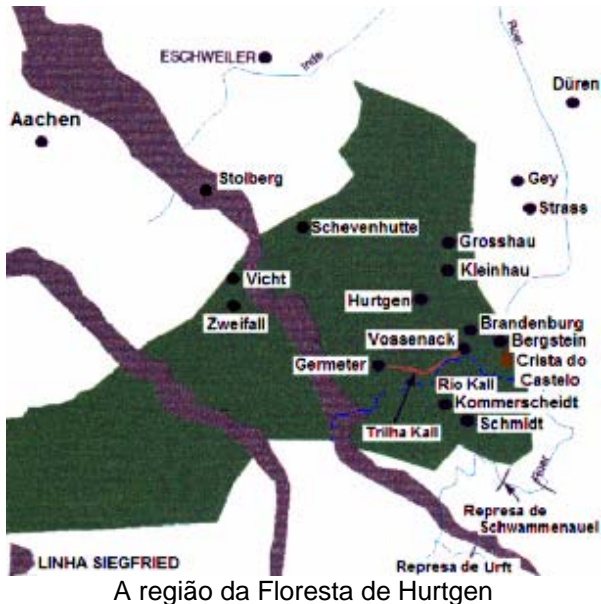 ESCHWEILER
Inde
Roer
Düren
Aachen
Stolberg
Gey
Strass
Schevenhutte
Grosshau
Kleinhau
Vicht
Hurtgen
Zweifall
Brandenburg
Vossenack
Bergstein
Germeter
Crista do
Castelo
Rio Kall
Kommerscheidt
Trilha Kall
Schmidt
Represa de
Schwammenauel
LINHA SIEGFRIED
Represa de Urft
A região da Floresta de Hurtgen